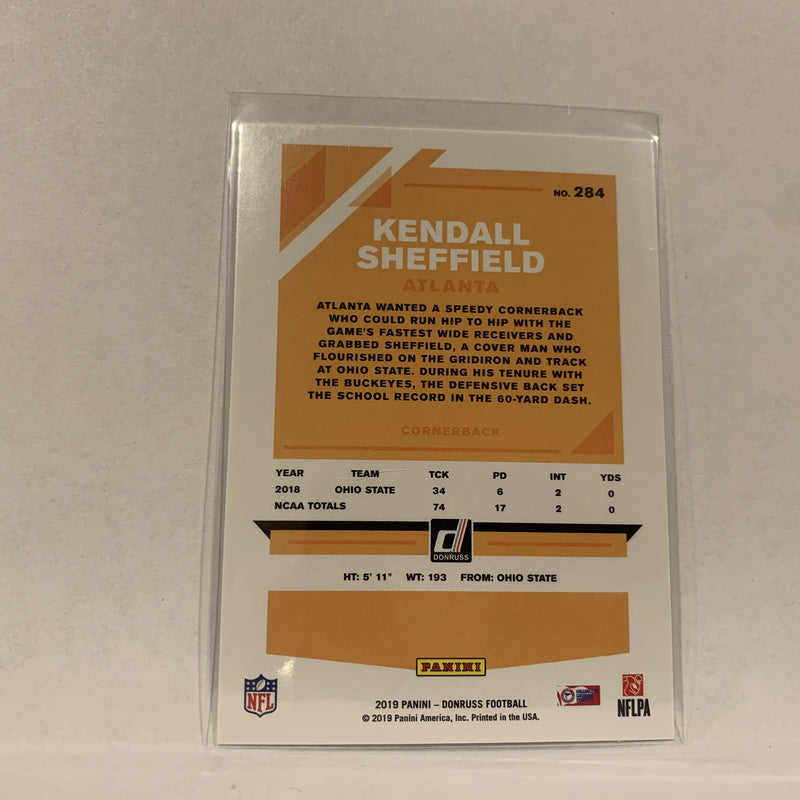 NO. 284
KENDALL
SHEFFIELD
ATLANTA
ATLANTA WANTED A SPEEDY CORNERBACK
WHO COULD RUN HIP TO HIP WITH THE
GAME'S FASTEST WIDE RECEIVERS AND
GRABBED SHEFFIELD, A COVER MAN WHO
FLOURISHED ON THE GRIDIRON AND TRACK
AT OHIO STATE. DURING HIS TENURE WITH
THE BUCKEYES, THE DEFENSIVE BACK SET
THE SCHOOL RECORD IN THE 60-YARD DASH.
CORNERBACK
YEAR TEAM TCK PD INT YDS
2018 OHIO STATE 34 6 2 0
NCAA TOTALS 74 17 2 0
d
DONRUSS
HT: 5' 11" WT: 193 FROM: OHIO STATE
PANINI
NFL
2019 PANINI – DONRUSS FOOTBALL
© 2019 Panini America, Inc. Printed in the USA.
NFLPA